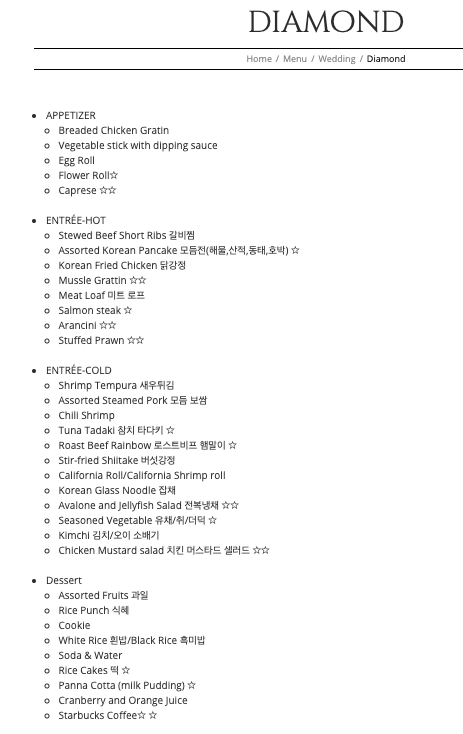 DIAMOND
Home / Menu / Wedding / Diamond
APPETIZER
Breaded Chicken Gratin
Vegetable stick with dipping sauce
Egg Roll
Flower Roll☆
Caprese ☆☆
ENTRÉE-HOT
Stewed Beef Short Ribs 갈비찜
Assorted Korean Pancake 모듬전(해물,산적,동태,호박) ☆
Korean Fried Chicken 닭강정
Mussle Grattin ☆☆
Meat Loaf 미트 로프
Salmon steak ☆
Arancini ☆☆
Stuffed Prawn ☆☆
ENTRÉE-COLD
Shrimp Tempura 새우튀김
Assorted Steamed Pork 모듬 보쌈
Chill Shrimp
Tuna Tadaki 참치 타다키 ☆
Roast Beef Rainbow 로스트비프 햄말이 ☆
Stir-fried Shiitake 버섯강정
California Roll/California Shrimp roll
Korean Glass Noodle 잡채
Avalone and Jellyfish Salad 전복냉채 ☆☆
Seasoned Vegetable 유채/취/더덕 ☆
Kimchi 김치/오이 소배기
Chicken Mustard salad 치킨 머스타드 샐러드 ☆☆
Dessert
Assorted Fruits 과일
Rice Punch 식혜
Cookie
White Rice 흰밥/Black Rice 흑미밥
Soda & Water
Rice Cakes 떡 ☆
Panna Cotta (milk Pudding) ☆
Cranberry and Orange Juice
Starbucks Coffee☆ ☆